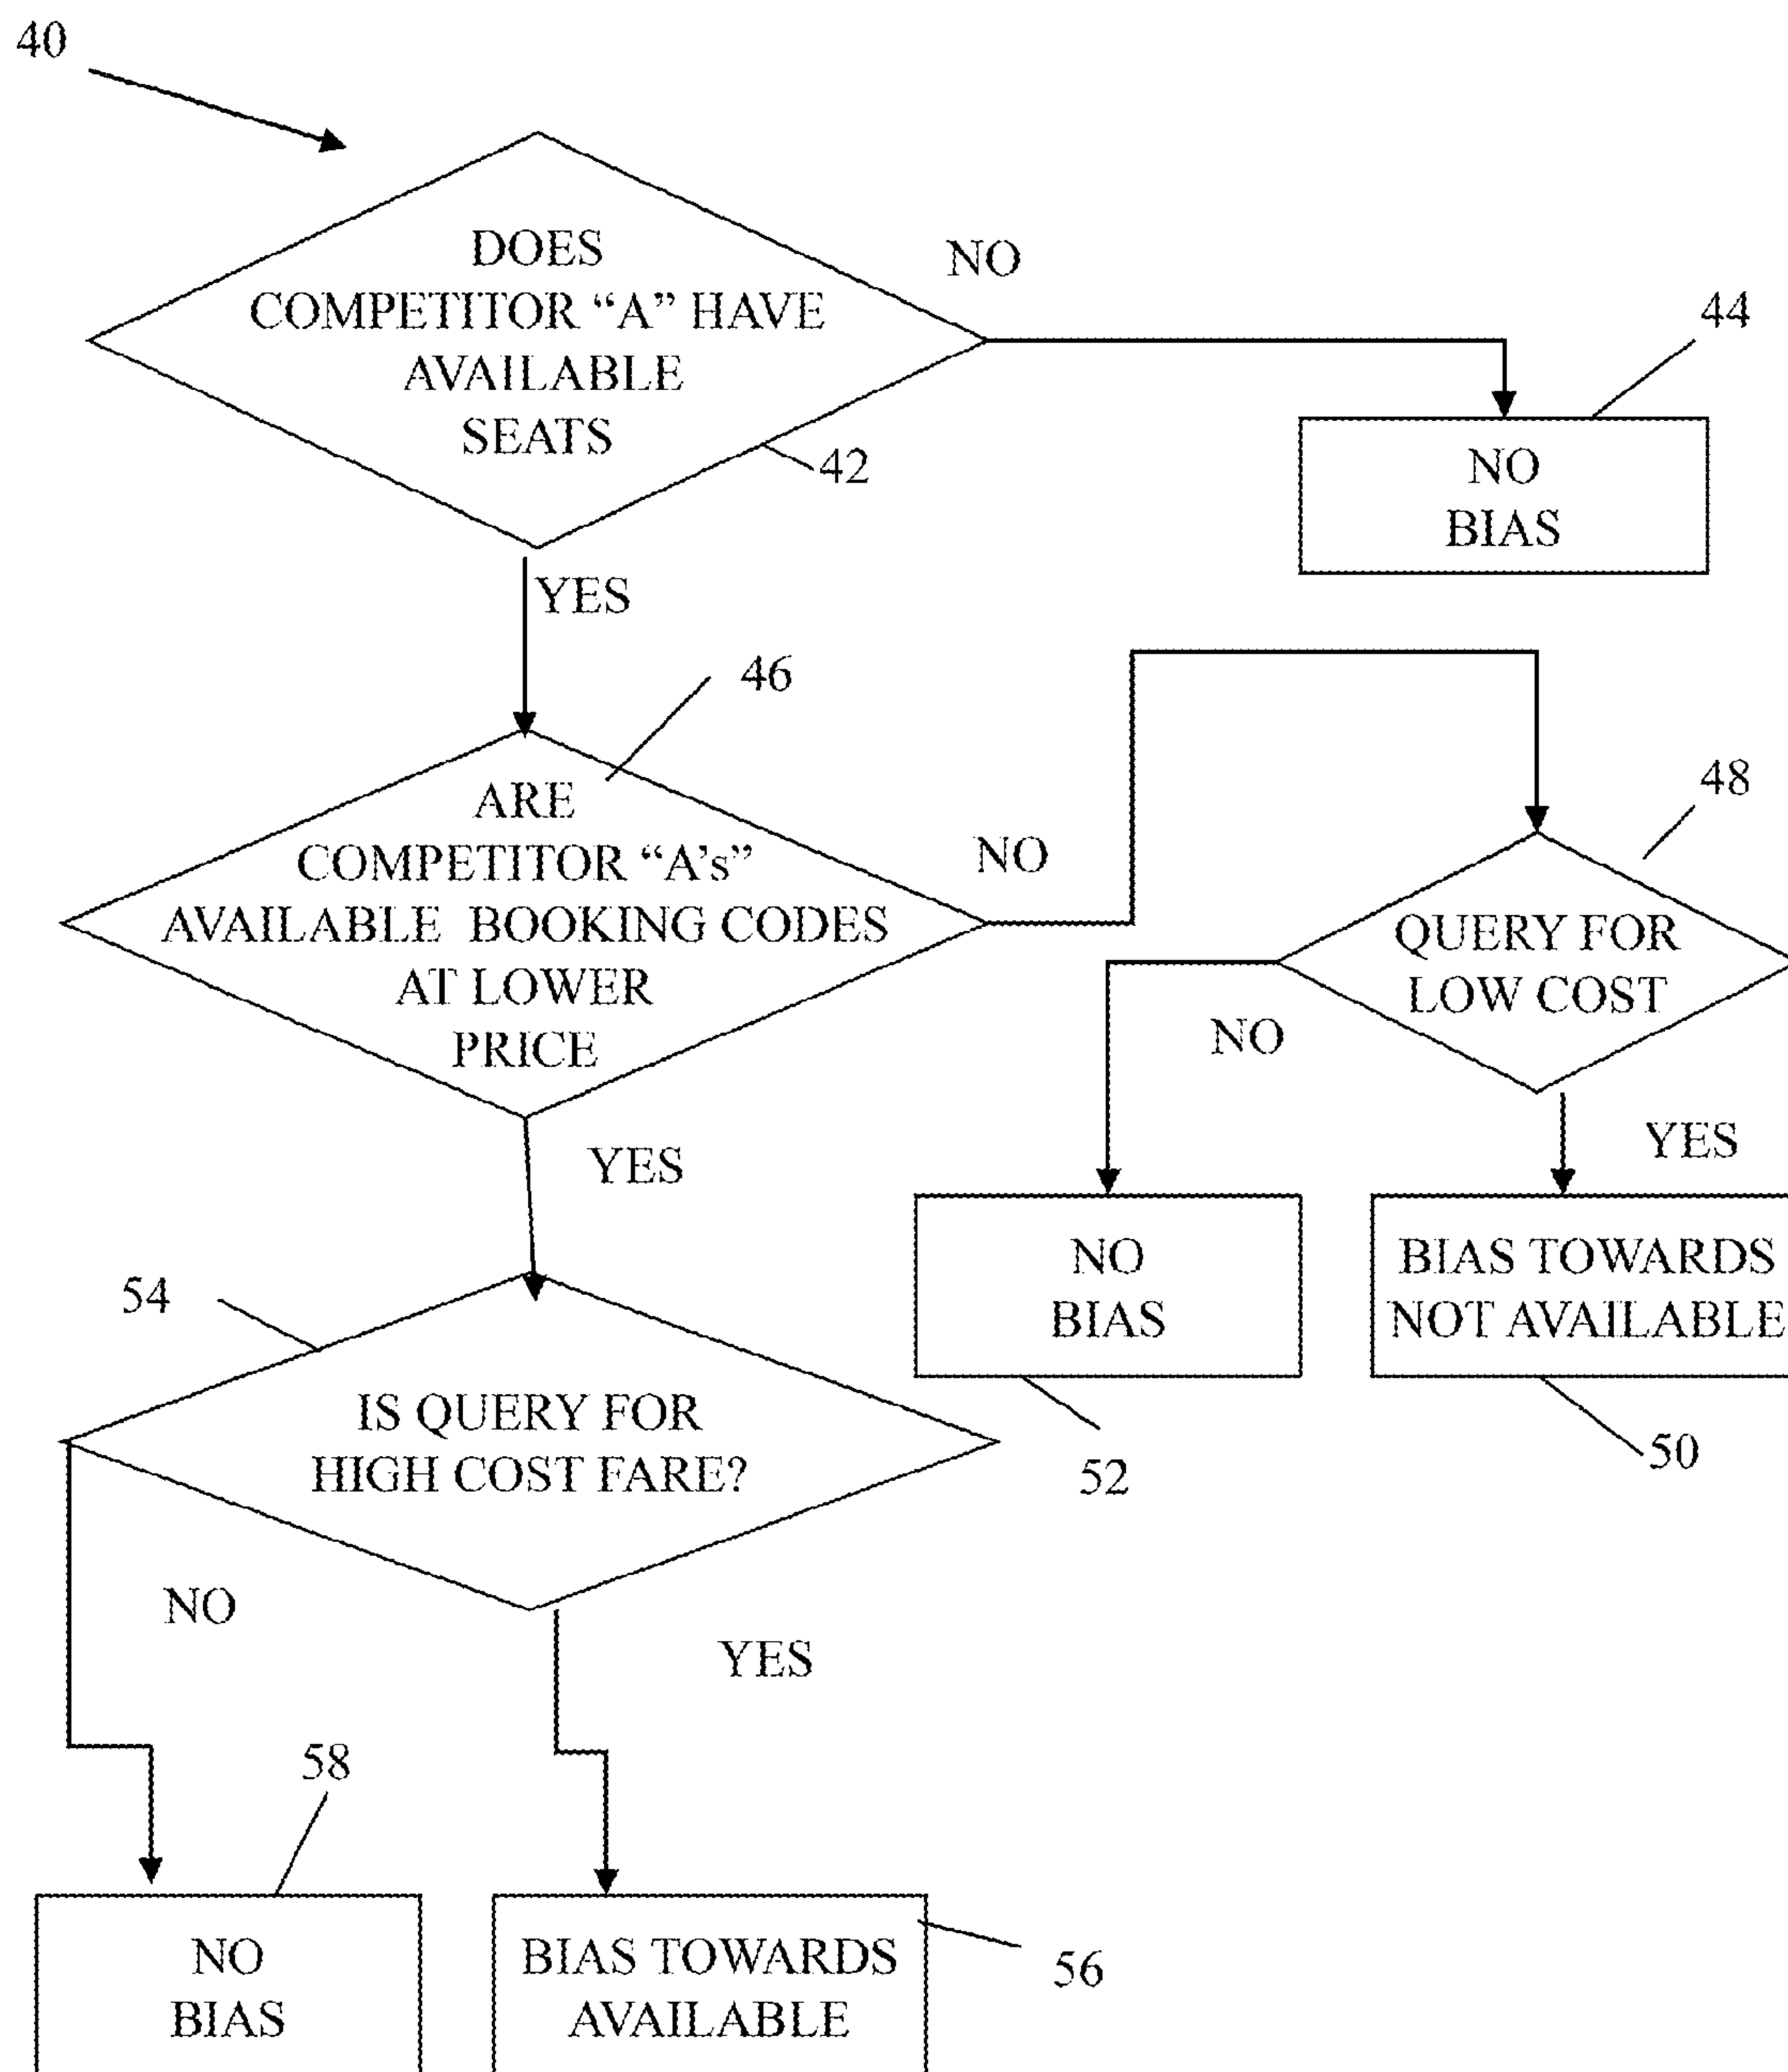 40
DOES
COMPETITOR “A” HAVE
AVAILABLE
SEATS
NO
42
44
NO
BIAS
YES
46
ARE
COMPETITOR “A's”
AVAILABLE BOOKING CODES
AT LOWER
PRICE
NO
48
QUERY FOR
LOW COST
NO
YES
YES
NO
BIAS
BIAS TOWARDS
NOT AVAILABLE
52
50
54
IS QUERY FOR
HIGH COST FARE?
NO
YES
58
NO
BIAS
BIAS TOWARDS
AVAILABLE
56